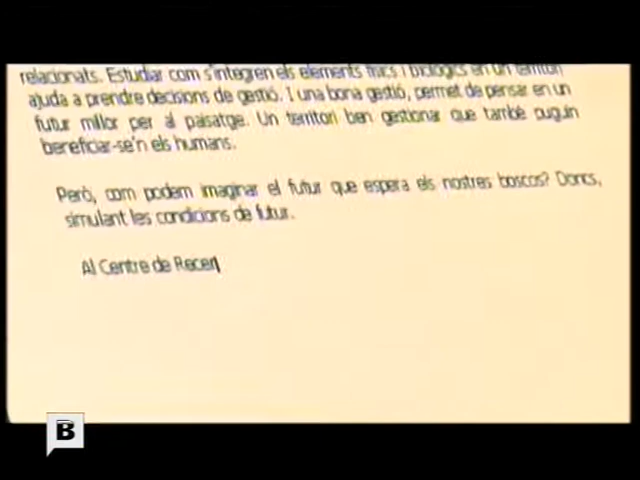 relacionats. Estudiar com s'integren els elements físics i biològics en un territori
ajuda a prendre decisions de gestió. I una bona gestió, permet de pensar en un
futur millor per al paisatge. Un territori ben gestionar que també puguin
beneficiar-se'n els humans.
Però, com podem imaginar el futur que espera els nostres boscos? Doncs,
simulant les condicions de futur.
Al Centre de Recer
B